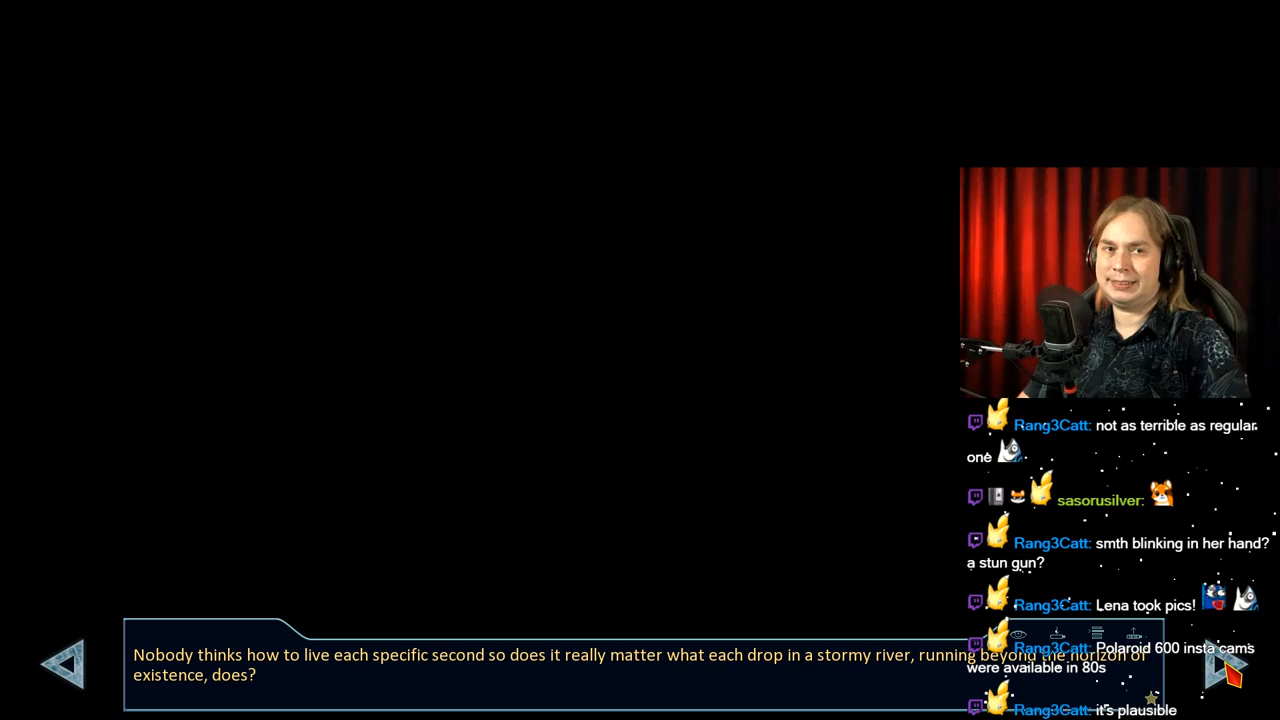 Rang3Catt: not as terrible as regular
one
sasorusilver:
Rang3Catt: smth blinking in her hand?
a stun gun?
Rang3Catt: Lena took pics!
Rang3Catt: Polaroid 600 insta cams
were available in 80s
Rang3Catt: it's plausible
Nobody thinks how to live each specific second so does it really matter what each drop in a stormy river, running beyond the horizon of
existence, does?